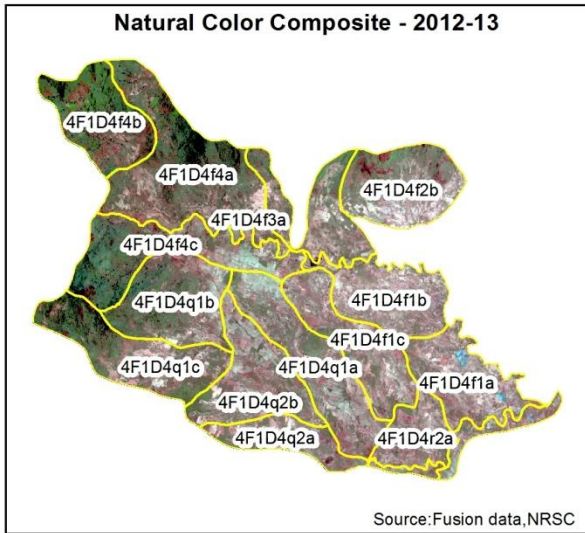 Natural Color Composite - 2012-13
4F1D4f4b
4F1D4f4a
4F1D4f2b
4F1D4f3a
4F1D4f4c
4F1D4q1b
4F1D4f1b
4F1D4f1c
4F1D4q1c
4F1D4q1a
4F1D4f1a
4F1D4q2b
4F1D4q2a
4F1D4r2a
Source:Fusion data,NRSC